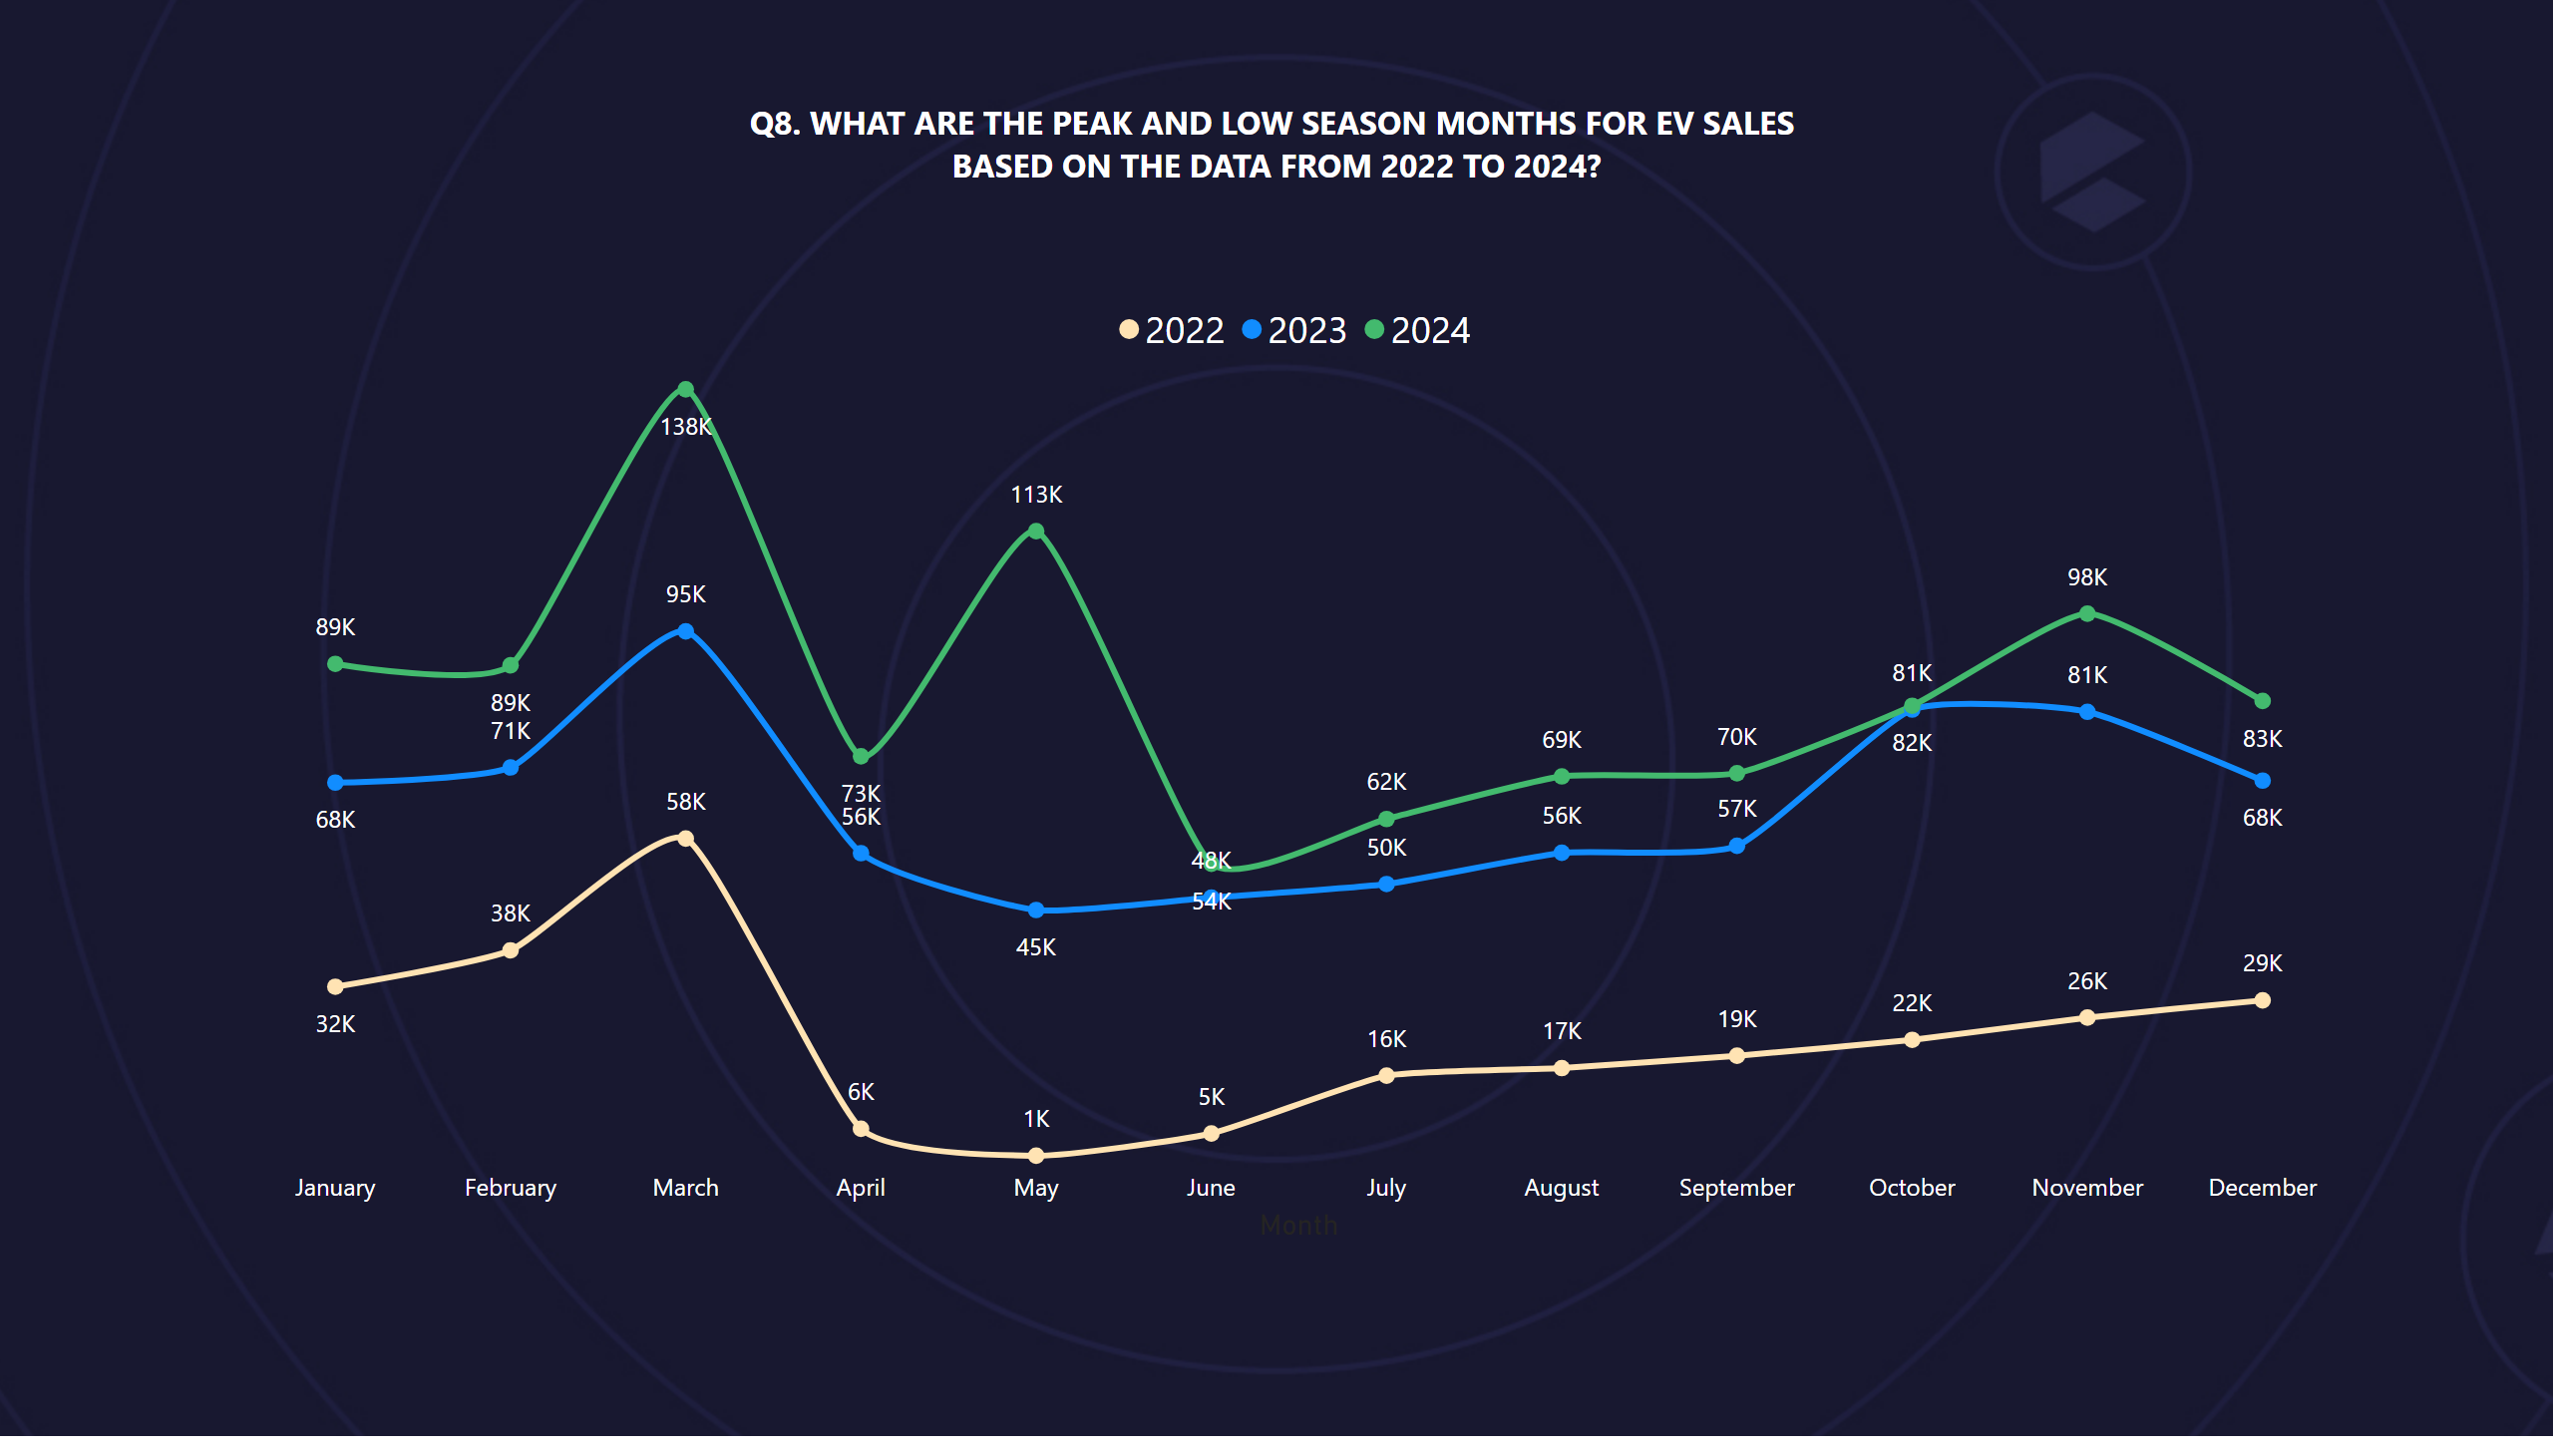 Q8. WHAT ARE THE PEAK AND LOW SEASON MONTHS FOR EV SALES
BASED ON THE DATA FROM 2022 TO 2024?
2022 2023 2024
138K
113K
98K
95K
89K
81K
81K
89K
71K
70K
69K
82K
83K
62K
73K
58K
57K
56K
56K
68K
68K
50K
48K
54K
38K
45K
29K
26K
22K
32K
19K
17K
16K
6K
5K
1K
January February March April May June July August September October November December
Month